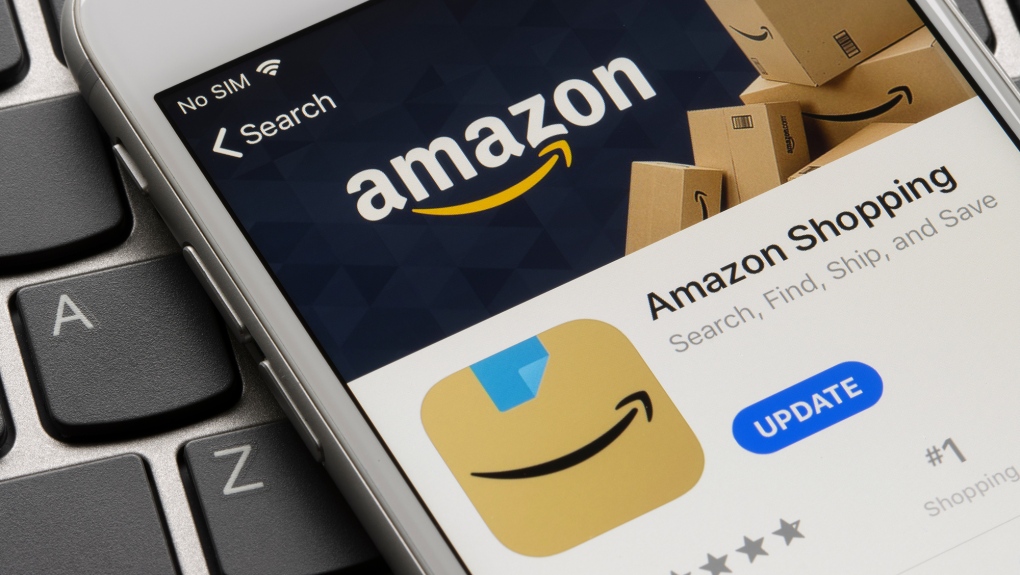 No SIM
Search
amazon
Amazon Shopping
Search, Find, Ship, and Save
UPDATE
#1
Shopping
A
Z